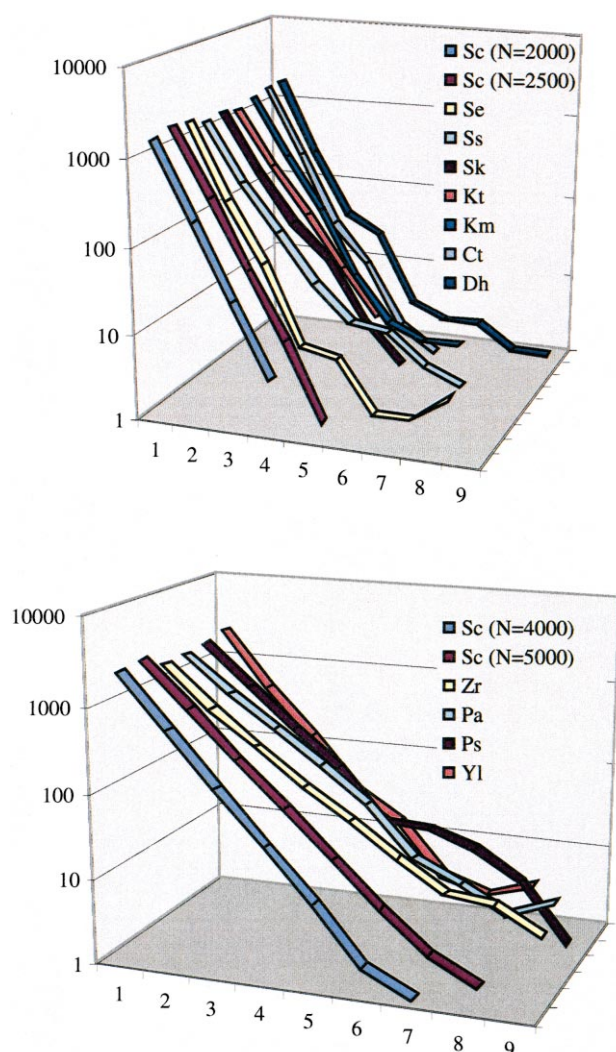 10000
1000
100
10
1
1
2
3
4
5
6
7
8
9
Sc (N=2000)
Sc (N=2500)
Se
Ss
Sk
Kt
Km
Ct
Dh
10000
1000
100
10
1
1
2
3
4
5
6
7
8
9
Sc (N=4000)
Sc (N=5000)
Zr
Pa
Ps
Yl